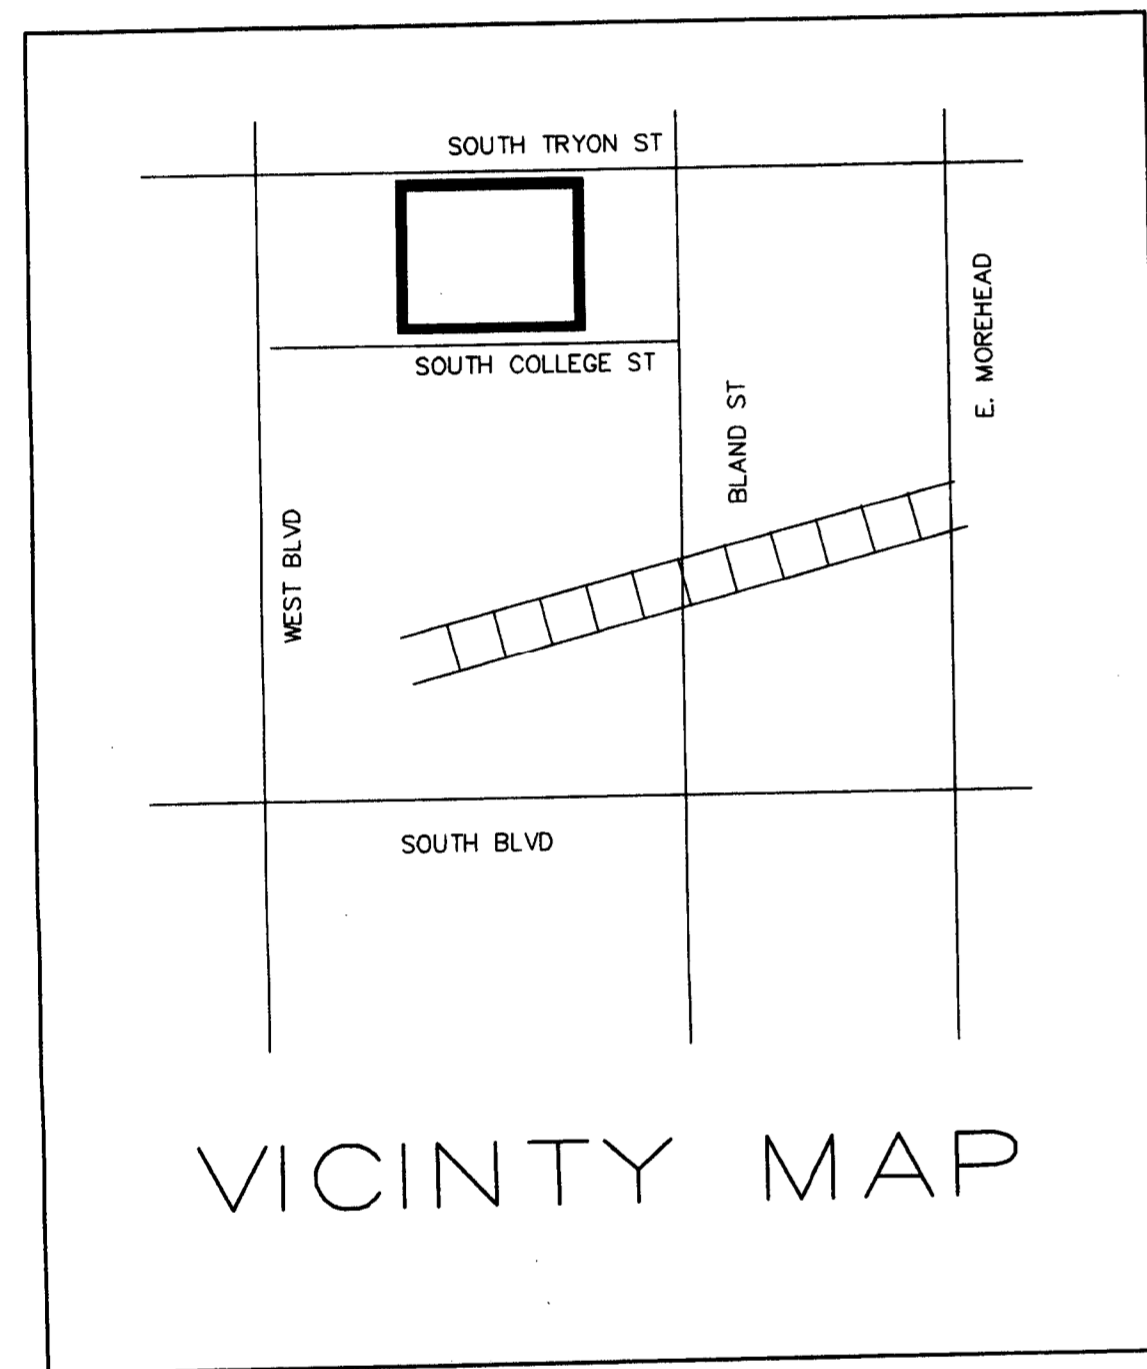 SOUTH TRYON ST
SOUTH COLLEGE ST
E. MOREHEAD
BLAND ST
WEST BLVD
SOUTH BLVD
VICINTY MAP